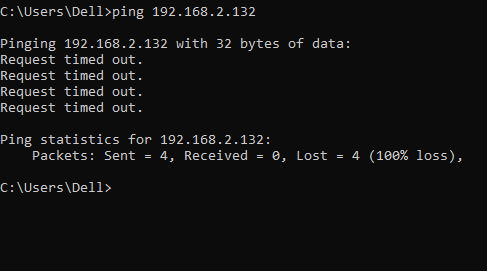 C:\Users\Dell>ping 192.168.2.132
Pinging 192.168.2.132 with 32 bytes of data:
Request timed out.
Request timed out.
Request timed out.
Request timed out.
Ping statistics for 192.168.2.132:
    Packets: Sent = 4, Received = 0, Lost = 4 (100% loss),
C:\Users\Dell>